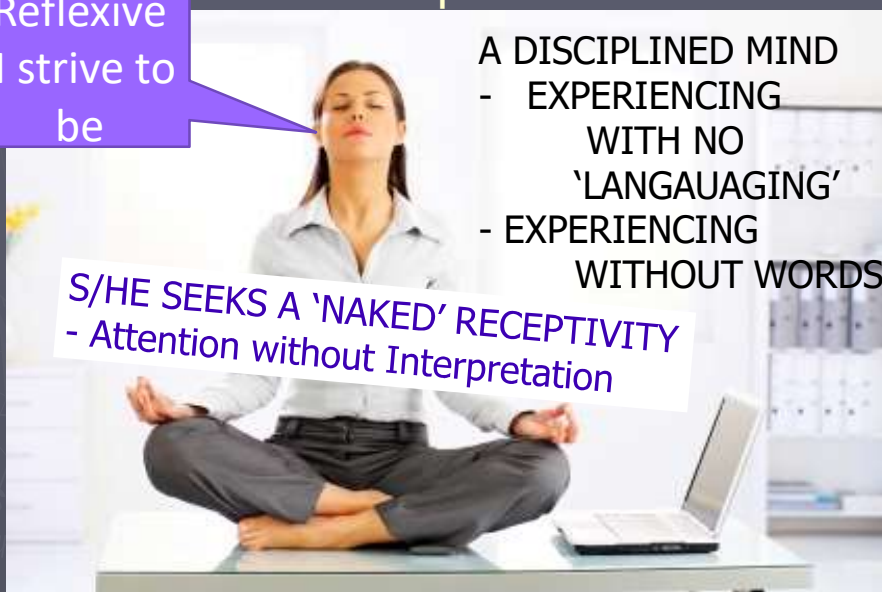 Reflexive
I strive to
be
A DISCIPLINED MIND
- EXPERIENCING
WITH NO
‘LANGAUAGING’
- EXPERIENCING
WITHOUT WORDS
S/HE SEEKS A ‘NAKED’ RECEPTIVITY
- Attention without Interpretation